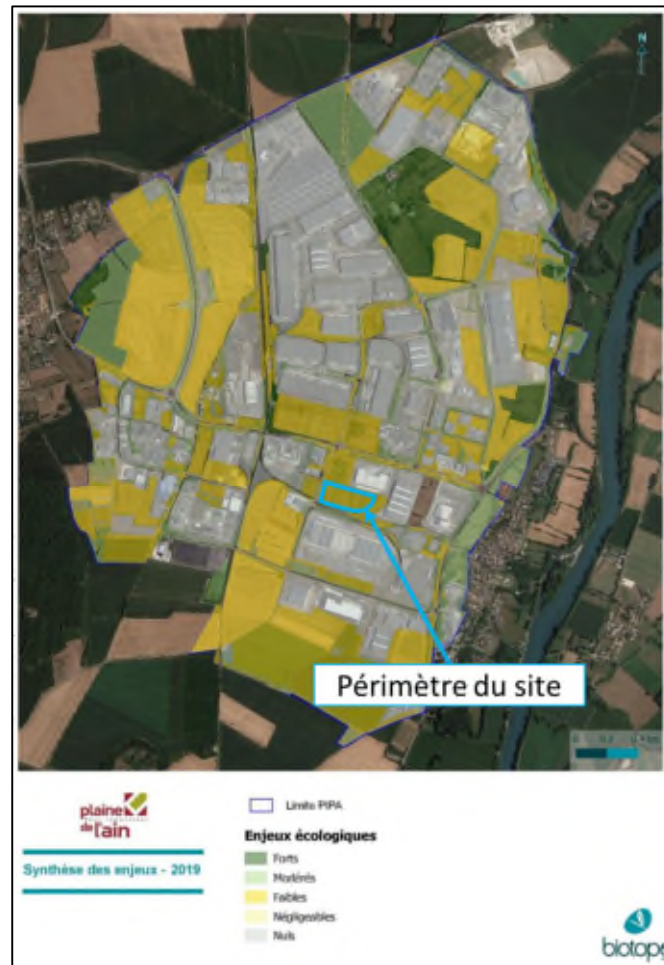 N
Périmètre du site
plaine
de l'ain
Synthèse des enjeux - 2019
Limite PIPA
Enjeux écologiques
Forts
Modérés
Faibles
Négligeables
Nuls
biotope